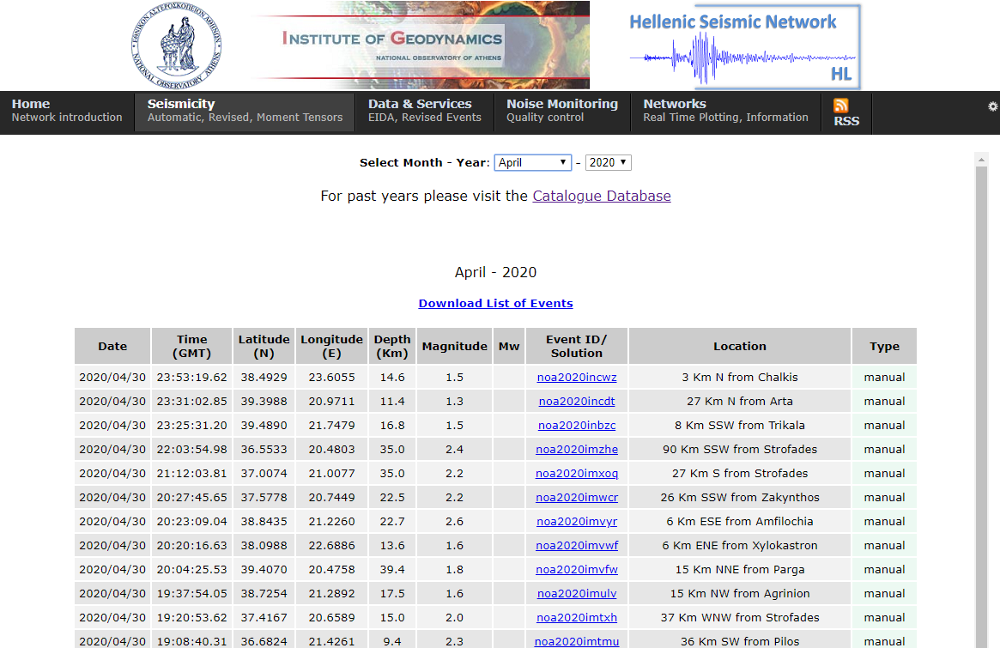 ΕΘΝΙΚΟΝ ΑΣΤΕΡΟΣΚΟΠΕΙΟΝ ΑΘΗΝΩΝ
NATIONAL OBSERVATORY OF ATHENS
INSTITUTE OF GEODYNAMICS
NATIONAL OBSERVATORY OF ATHENS
Hellenic Seismic Network
HL
Home
Network introduction
Seismicity
Automatic, Revised, Moment Tensors
Data & Services
EIDA, Revised Events
Noise Monitoring
Quality control
Networks
Real Time Plotting, Information
RSS
Select Month - Year: April - 2020
For past years please visit the Catalogue Database
April - 2020
Download List of Events
Date Time (GMT) Latitude (N) Longitude (E) Depth (Km) Magnitude Mw Event ID/ Solution Location Type
2020/04/30 23:53:19.62 38.4929 23.6055 14.6 1.5 noa2020incwz 3 Km N from Chalkis manual
2020/04/30 23:31:02.85 39.3988 20.9711 11.4 1.3 noa2020incdt 27 Km N from Arta manual
2020/04/30 23:25:31.20 39.4890 21.7479 16.8 1.5 noa2020inbzc 8 Km SSW from Trikala manual
2020/04/30 22:03:54.98 36.5533 20.4803 35.0 2.4 noa2020imzhe 90 Km SSW from Strofades manual
2020/04/30 21:12:03.81 37.0074 21.0077 35.0 2.2 noa2020imxoq 27 Km S from Strofades manual
2020/04/30 20:27:45.65 37.5778 20.7449 22.5 2.2 noa2020imwcr 26 Km SSW from Zakynthos manual
2020/04/30 20:23:09.04 38.8435 21.2260 22.7 2.6 noa2020imvyr 6 Km ESE from Amfilochia manual
2020/04/30 20:20:16.63 38.0988 22.6886 13.6 1.6 noa2020imvwf 6 Km ENE from Xylokastron manual
2020/04/30 20:04:25.53 39.4070 20.4758 39.4 1.8 noa2020imvfw 15 Km NNE from Parga manual
2020/04/30 19:37:54.05 38.7254 21.2892 17.5 1.6 noa2020imulv 15 Km NW from Agrinion manual
2020/04/30 19:20:53.62 37.4167 20.6589 15.0 2.0 noa2020imtxh 37 Km WNW from Strofades manual
2020/04/30 19:08:40.31 36.6824 21.4261 9.4 2.3 noa2020imtmu 36 Km SW from Pilos manual